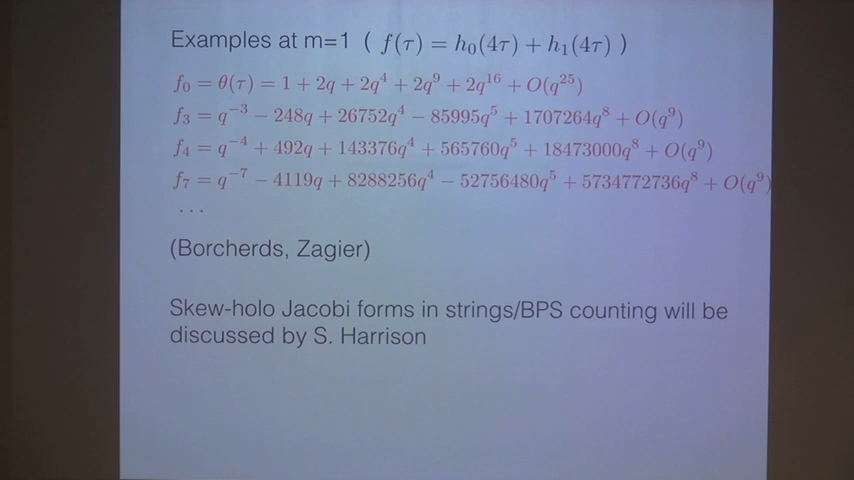 Examples at m=1 ( f(τ) = h₀(4τ) + h₁(4τ) )
f₀ = θ(τ) = 1 + 2q + 2q⁴ + 2q⁹ + 2q¹⁶ + O(q²⁵)
f₃ = q⁻³ − 248q + 26752q⁴ − 85995q⁵ + 1707264q⁸ + O(q⁹)
f₄ = q⁻⁴ + 492q + 143376q⁴ + 565760q⁵ + 18473000q⁸ + O(q⁹)
f₇ = q⁻⁷ − 4119q + 8288256q⁴ − 52756480q⁵ + 5734772736q⁸ + O(q⁹)
...
(Borcherds, Zagier)
Skew-holo Jacobi forms in strings/BPS counting will be
discussed by S. Harrison